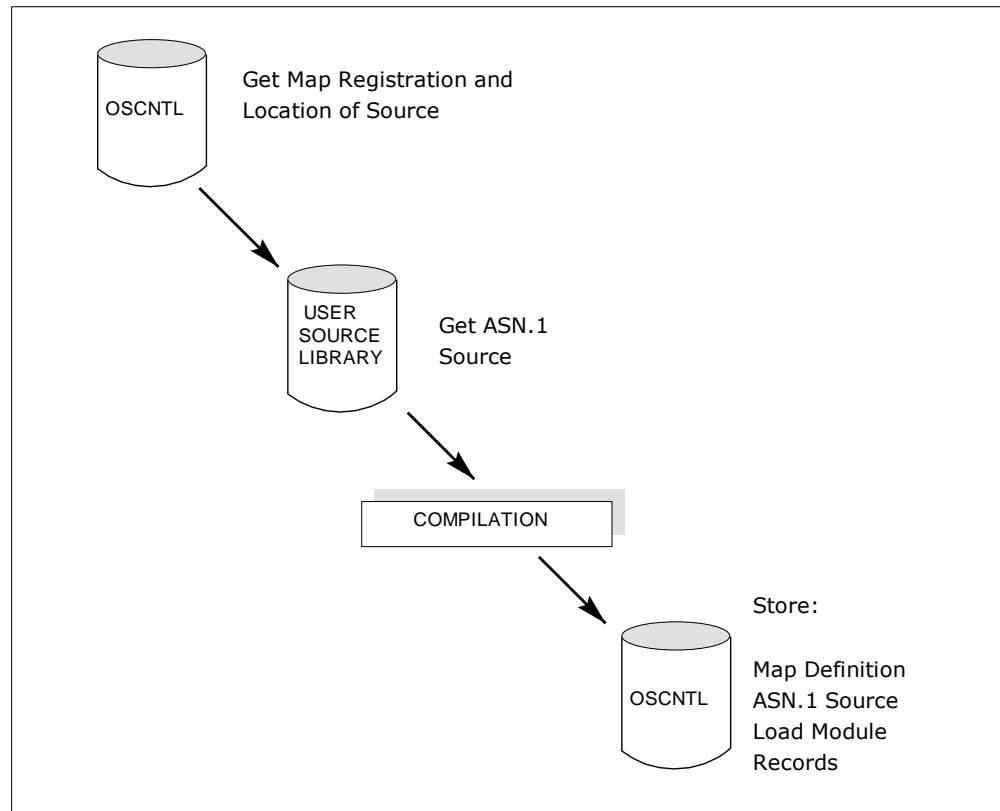 OSCNTL
Get Map Registration and
Location of Source
USER
SOURCE
LIBRARY
Get ASN.1
Source
COMPILATION
OSCNTL
Store:
Map Definition
ASN.1 Source
Load Module
Records